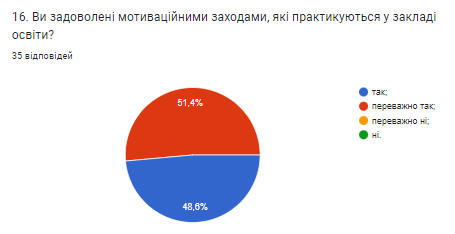 16. Ви задоволені мотиваційними заходами, які практикуються у закладі
освіти?
35 відповідей
51,4%
48,6%
так;
переважно так;
переважно ні;
ні.